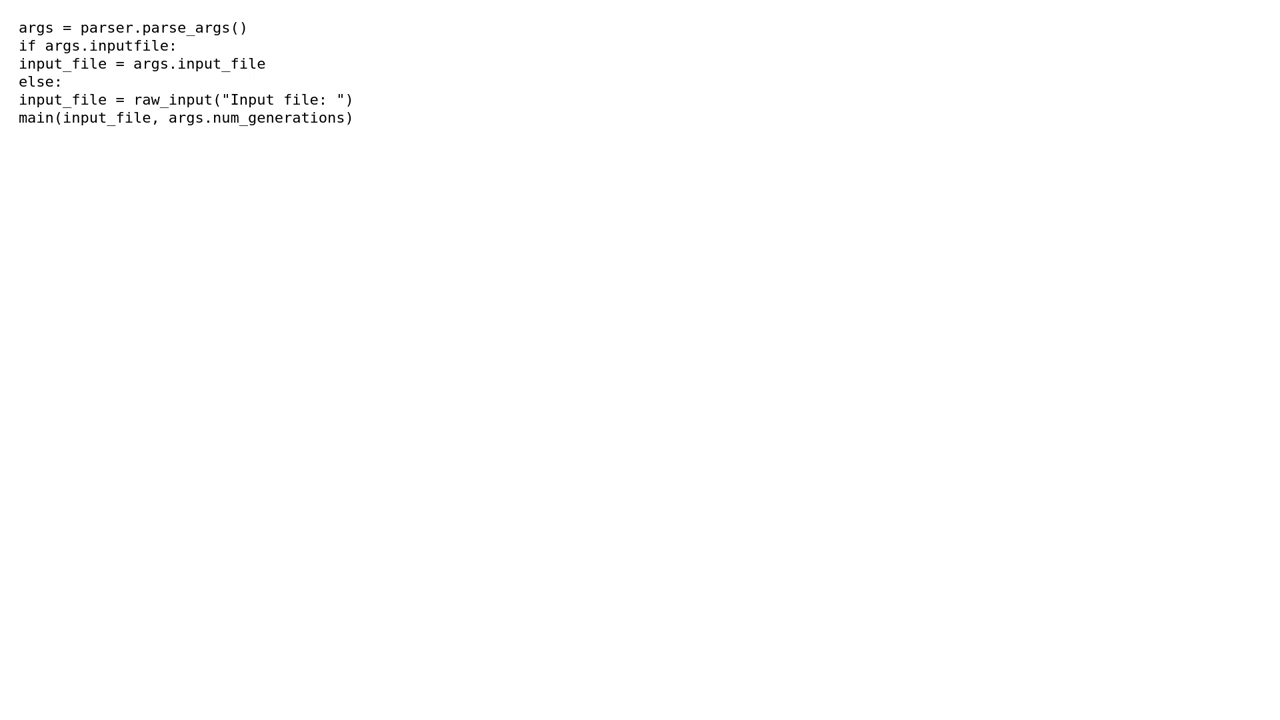 args = parser.parse_args()
if args.inputfile:
input_file = args.input_file
else:
input_file = raw_input("Input file: ")
main(input_file, args.num_generations)